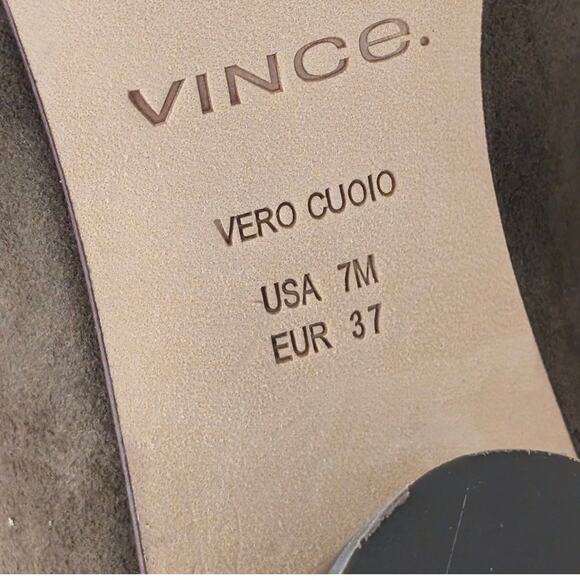 VINCE.
VERO CUOIO
USA 7M
EUR 37